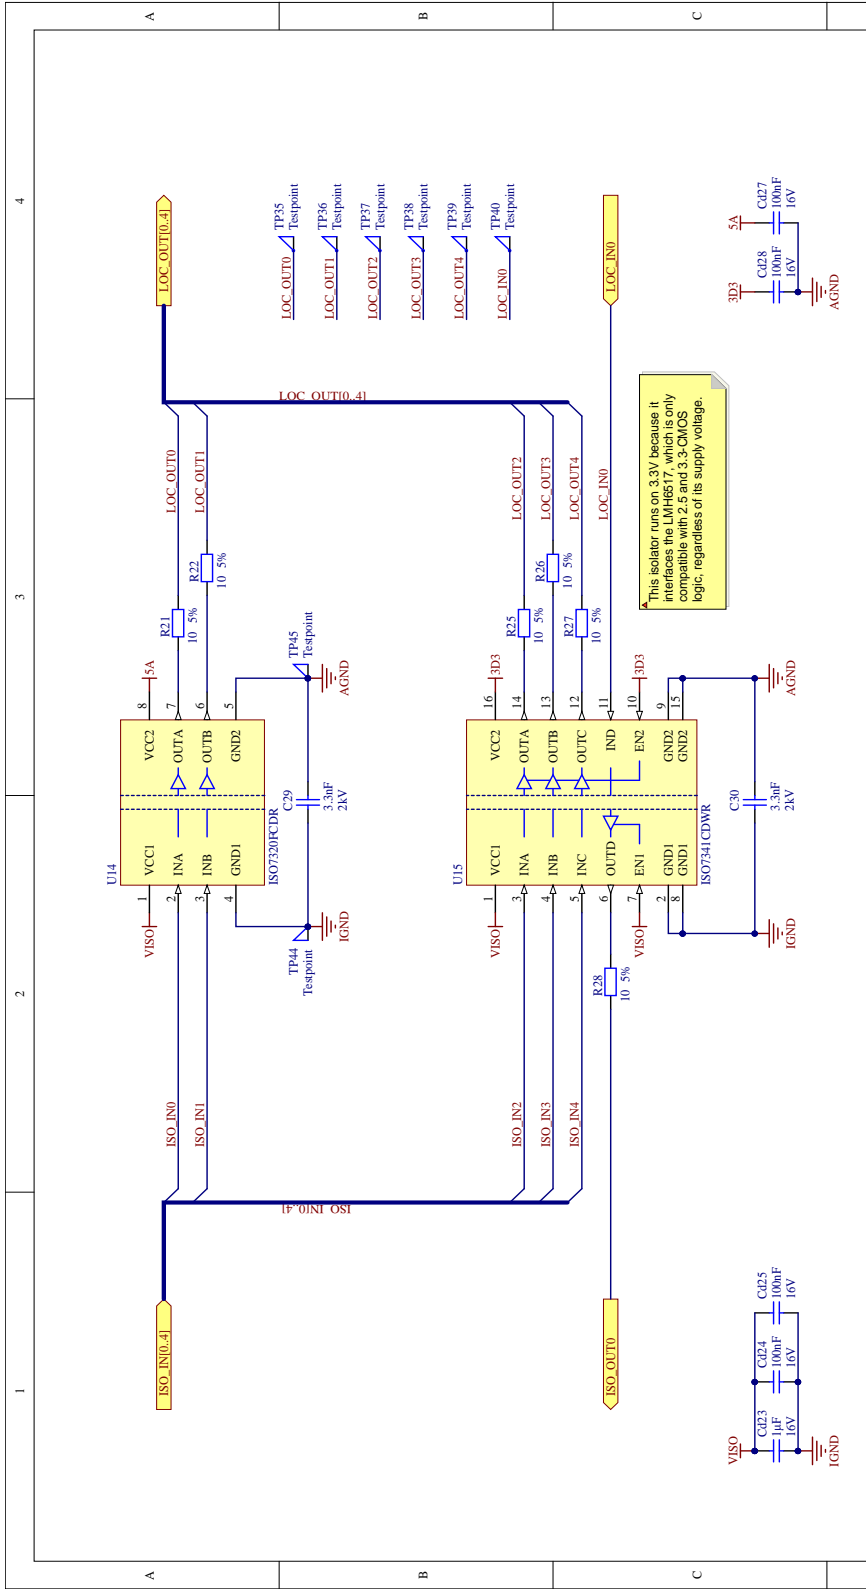 1
2
3
4
A
A
B
B
C
C
ISO_IN[0..4]
ISO_IN[0..4]
ISO_IN0
ISO_IN1
U14
VISO
1
2
3
4
VCC1
INA
INB
GND1
VCC2
OUTA
OUTB
GND2
8
7
6
5
5A
ISO7320FCDR
R21
10 5%
R22
10 5%
LOC_OUT0
LOC_OUT1
LOC_OUT[0..4]
LOC_OUT[0..4]
TP44
Testpoint
IGND
C29
3.3nF
2kV
TP45
Testpoint
AGND
LOC_OUT0
TP35
Testpoint
LOC_OUT1
TP36
Testpoint
LOC_OUT2
TP37
Testpoint
LOC_OUT3
TP38
Testpoint
LOC_OUT4
TP39
Testpoint
LOC_IN0
TP40
Testpoint
ISO_IN2
ISO_IN3
ISO_IN4
U15
VISO
1
3
4
5
6
7
2
8
VISO
VCC1
INA
INB
INC
OUTD
EN1
GND1
GND1
VCC2
OUTA
OUTB
OUTC
IND
EN2
GND2
GND2
16
14
13
12
11
10
9
15
3D3
3D3
ISO7341CDWR
R25
10 5%
R26
10 5%
R27
10 5%
LOC_OUT2
LOC_OUT3
LOC_OUT4
LOC_IN0
LOC_IN0
R28
10 5%
ISO_OUT0
IGND
C30
3.3nF
2kV
AGND
This isolator runs on 3.3V because it
interfaces the LMH6517, which is only
compatible with 2.5 and 3.3-CMOS
logic, regardless of its supply voltage.
VISO
Cd23
1µF
16V
Cd24
100nF
16V
Cd25
100nF
16V
IGND
3D3
Cd28
100nF
16V
5A
Cd27
100nF
16V
AGND